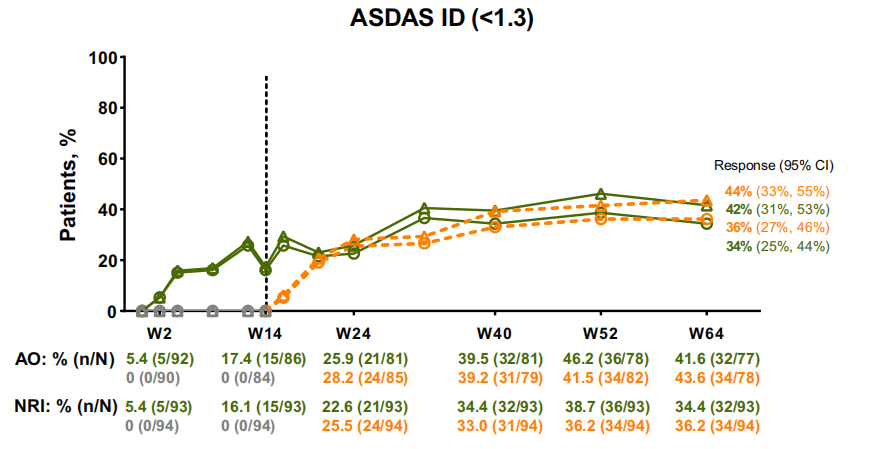 ASDAS ID (<1.3)
Patients, %
100
80
60
40
20
0
Response (95% CI)
44% (33%, 55%)
42% (31%, 53%)
36% (27%, 46%)
34% (25%, 44%)
W2 W14 W24 W40 W52 W64
AO: % (n/N) 5.4 (5/92) 17.4 (15/86) 25.9 (21/81) 39.5 (32/81) 46.2 (36/78) 41.6 (32/77)
0 (0/90) 0 (0/84) 28.2 (24/85) 39.2 (31/79) 41.5 (34/82) 43.6 (34/78)
NRI: % (n/N) 5.4 (5/93) 16.1 (15/93) 22.6 (21/93) 34.4 (32/93) 38.7 (36/93) 34.4 (32/93)
0 (0/94) 0 (0/94) 25.5 (24/94) 33.0 (31/94) 36.2 (34/94) 36.2 (34/94)